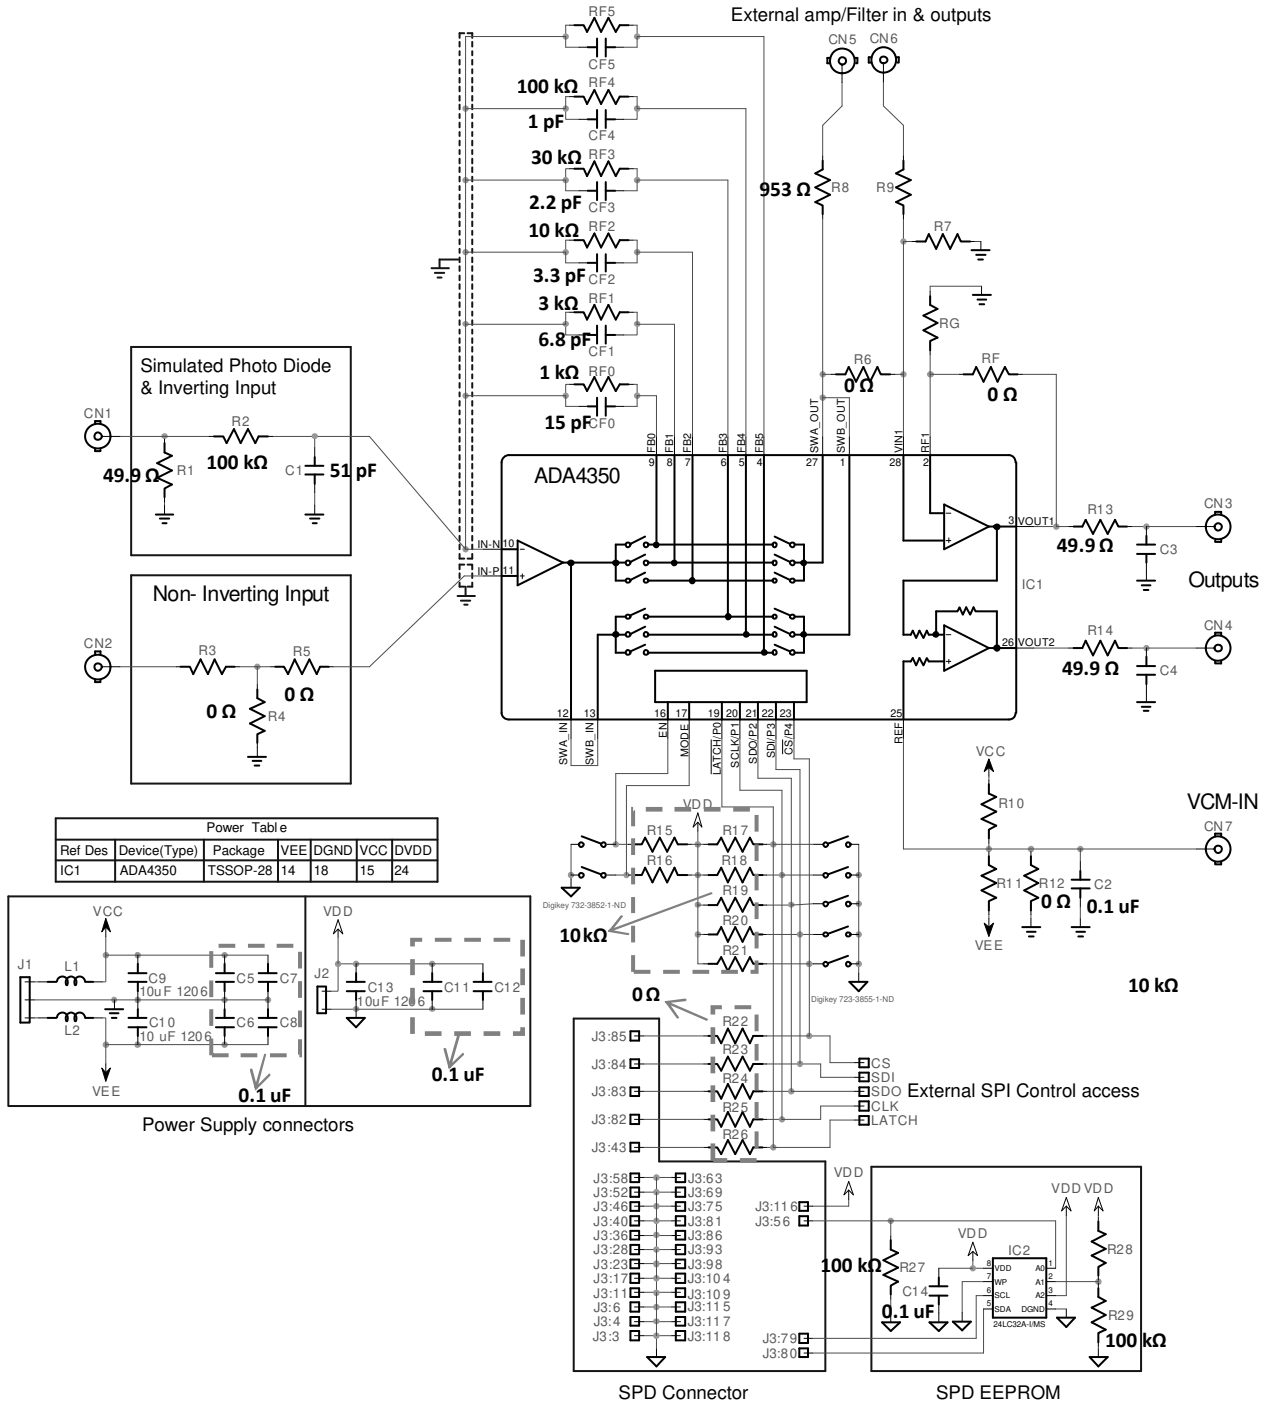 External amp/Filter in & outputs
CN5
CN6
RF5
CF5
100 kΩ
RF4
1 pF
CF4
30 kΩ
RF3
2.2 pF
CF3
10 kΩ
RF2
3.3 pF
CF2
3 kΩ
RF1
6.8 pF
CF1
1 kΩ
RF0
15 pF
CF0
953 Ω
R8
R9
R7
RG
R6
0 Ω
RF
0 Ω
Simulated Photo Diode
& Inverting Input
CN1
R2
100 kΩ
49.9 Ω
R1
C1
51 pF
Non- Inverting Input
CN2
R3
0 Ω
R5
0 Ω
R4
ADA4350
FB0
9
FB1
8
FB2
7
FB3
6
FB4
5
FB5
4
SWA_OUT
27
SWB_OUT
1
VIN1
28
RF1
2
IN-N 10
IN-P 11
3 VOUT1
26 VOUT2
IC1
R13
49.9 Ω
C3
CN3
Outputs
R14
49.9 Ω
C4
CN4
12
SWA_IN
13
SWB_IN
16
EN
17
MODE
19
LATCH/P0
20
SCLK/P1
21
SDO/P2
22
SDI/P3
23
CS/P4
25
REF
VCC
R10
VCM-IN
CN7
R11
R12
0 Ω
C2
0.1 uF
VEE
10 kΩ
VDD
R15
R16
R17
R18
R19
R20
R21
Digikey 732-3852-1-ND
10kΩ
Digikey 723-3855-1-ND
Power Table
Ref Des Device(Type) Package VEE DGND VCC DVDD
IC1 ADA4350 TSSOP-28 14 18 15 24
VCC
J1
L1
L2
C9
10uF 1206
C10
10 uF 1206
C5
C7
C6
C8
VEE
0.1 uF
VDD
J2
C13
10uF 1206
C11
C12
0.1 uF
Power Supply connectors
0 Ω
J3:85
J3:84
J3:83
J3:82
J3:43
R22
R23
R24
R25
R26
CS
SDI
SDO
CLK
LATCH
External SPI Control access
J3:58 J3:63
J3:52 J3:69
J3:46 J3:75
J3:40 J3:81
J3:36 J3:86
J3:28 J3:93
J3:23 J3:98
J3:17 J3:104
J3:11 J3:109
J3:6 J3:115
J3:4 J3:117
J3:3 J3:118
VDD
J3:116
J3:56
J3:79
J3:80
SPD Connector
100 kΩ
R27
VDD
C14
0.1 uF
IC2
8 VDD A0 1
7 WP A1 2
6 SCL A2 3
5 SDA DGND 4
24LC32A-I/MS
VDD
VDD
R28
R29
100 kΩ
SPD EEPROM